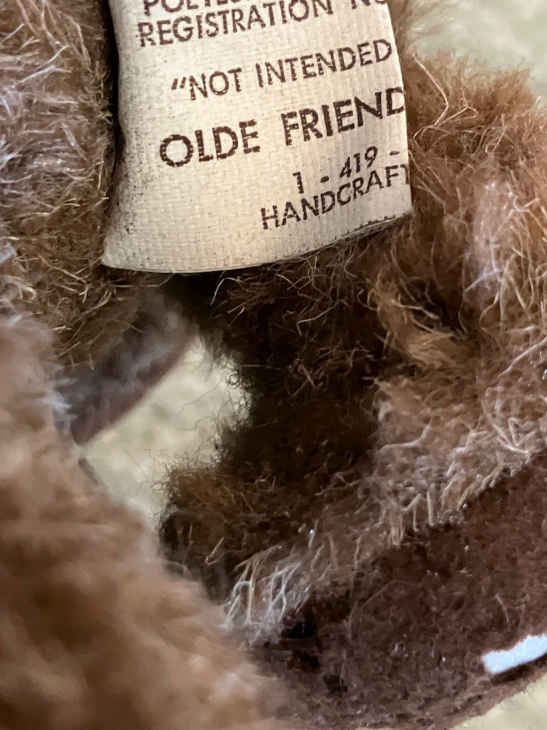 REGISTRATION
"NOT INTENDED
OLDE FRIEND
1 - 419 -
HANDCRAFT